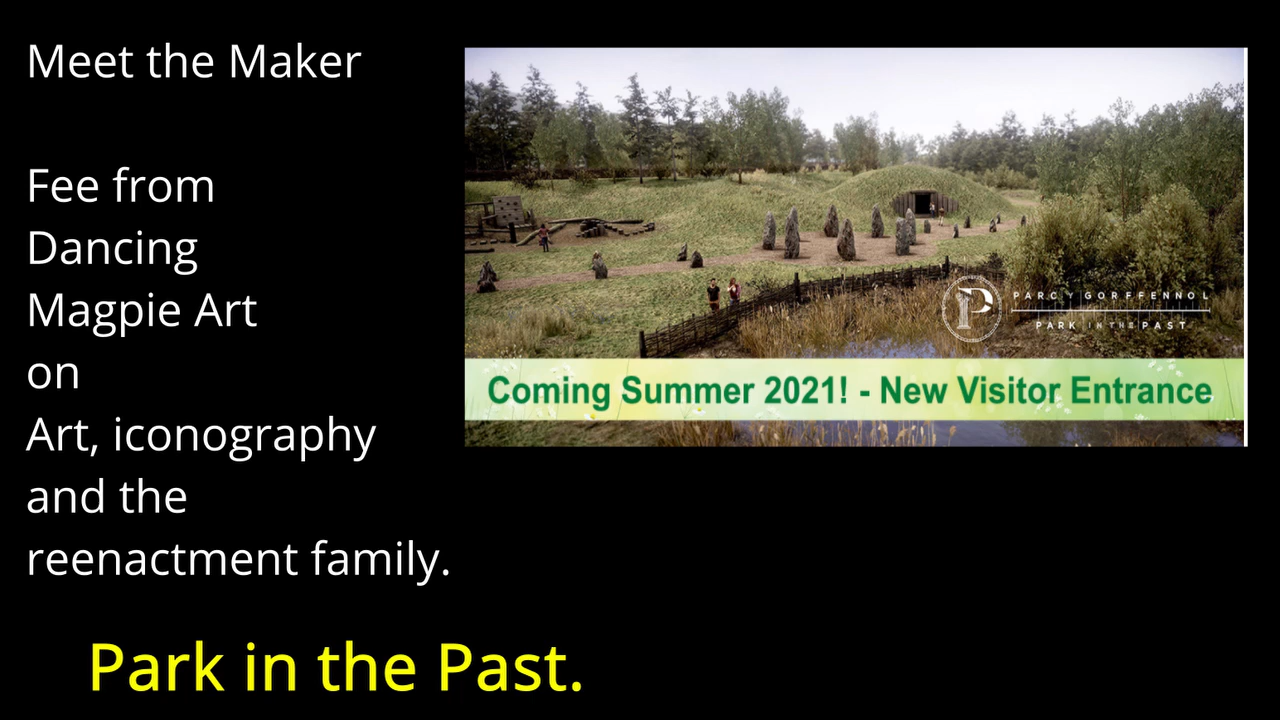 Meet the Maker
Fee from
Dancing
Magpie Art
on
Art, iconography
and the
reenactment family.
PARC Y GORFFENNOL
PARK IN THE PAST
Coming Summer 2021! - New Visitor Entrance
Park in the Past.